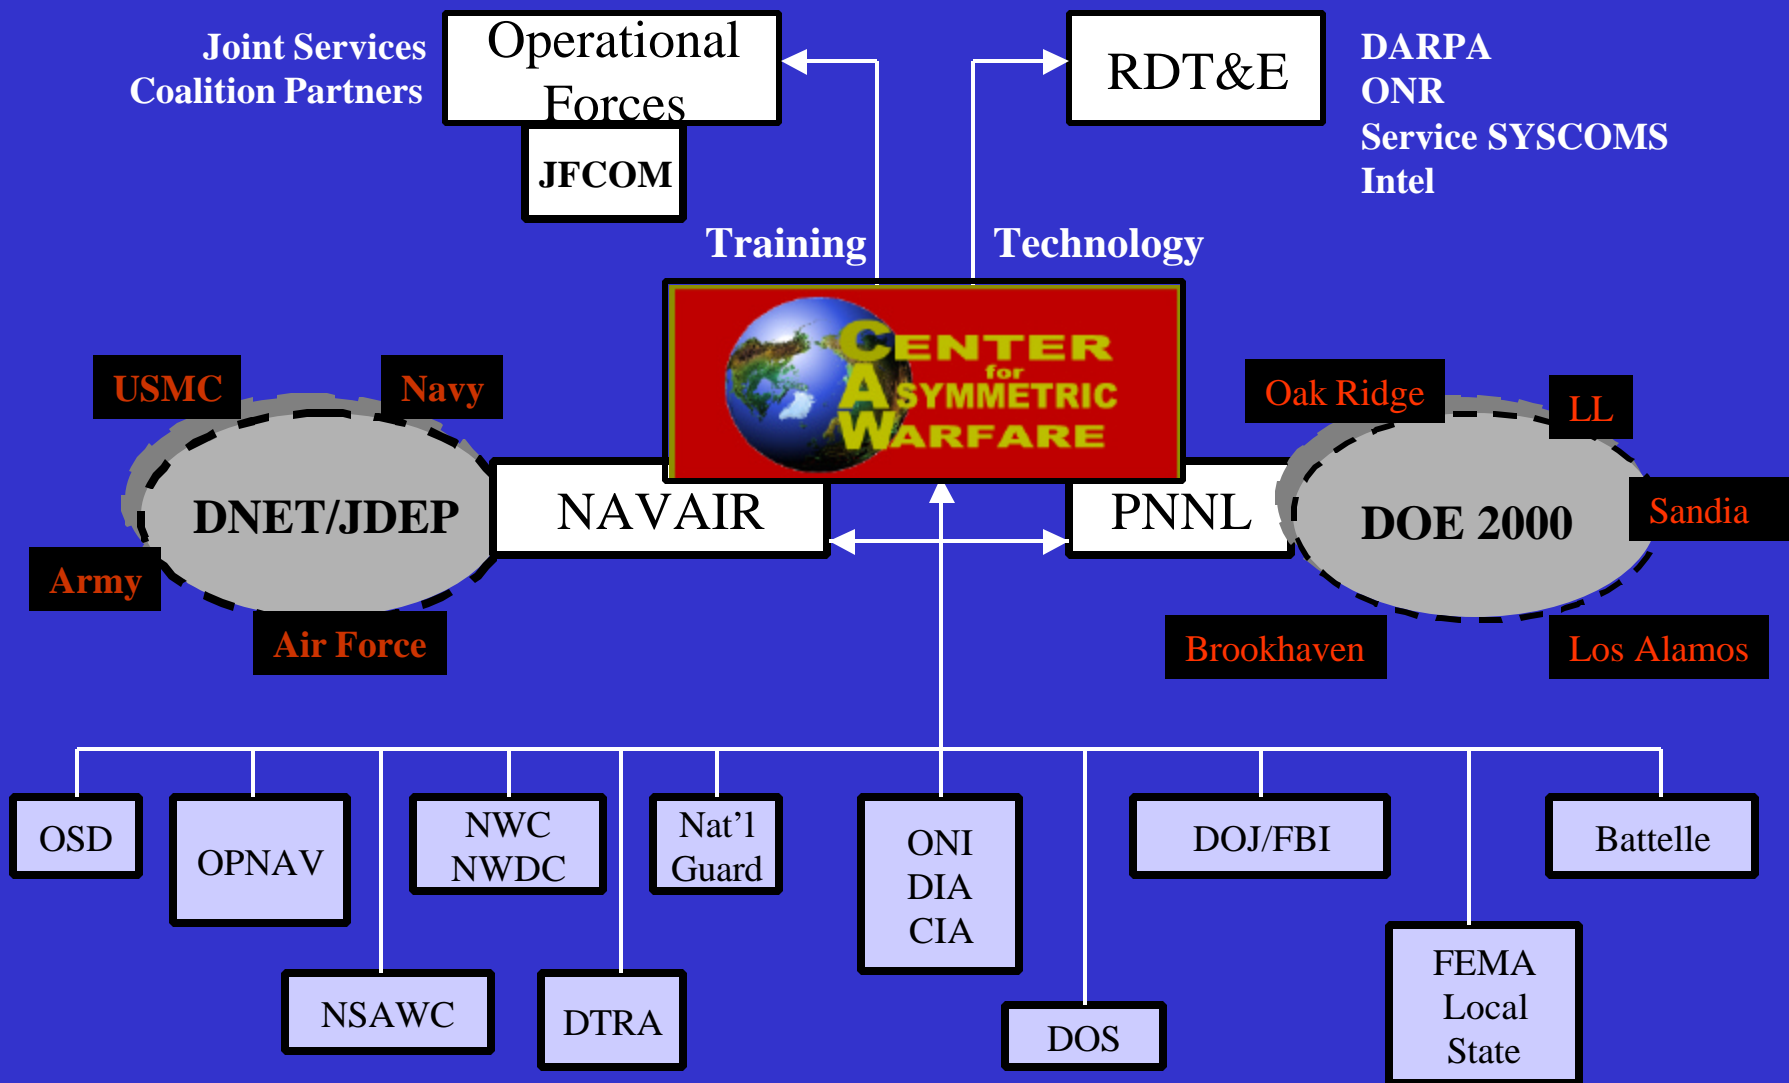 Joint Services
Coalition Partners
Operational
Forces
JFCOM
RDT&E
DARPA
ONR
Service SYSCOMS
Intel
Training
Technology
CENTER
for
ASYMMETRIC
WARFARE
USMC
Navy
DNET/JDEP
Army
Air Force
NAVAIR
PNNL
Oak Ridge
LL
DOE 2000
Sandia
Brookhaven
Los Alamos
OSD
OPNAV
NWC
NWDC
Nat’l
Guard
ONI
DIA
CIA
DOJ/FBI
Battelle
NSAWC
DTRA
DOS
FEMA
Local
State